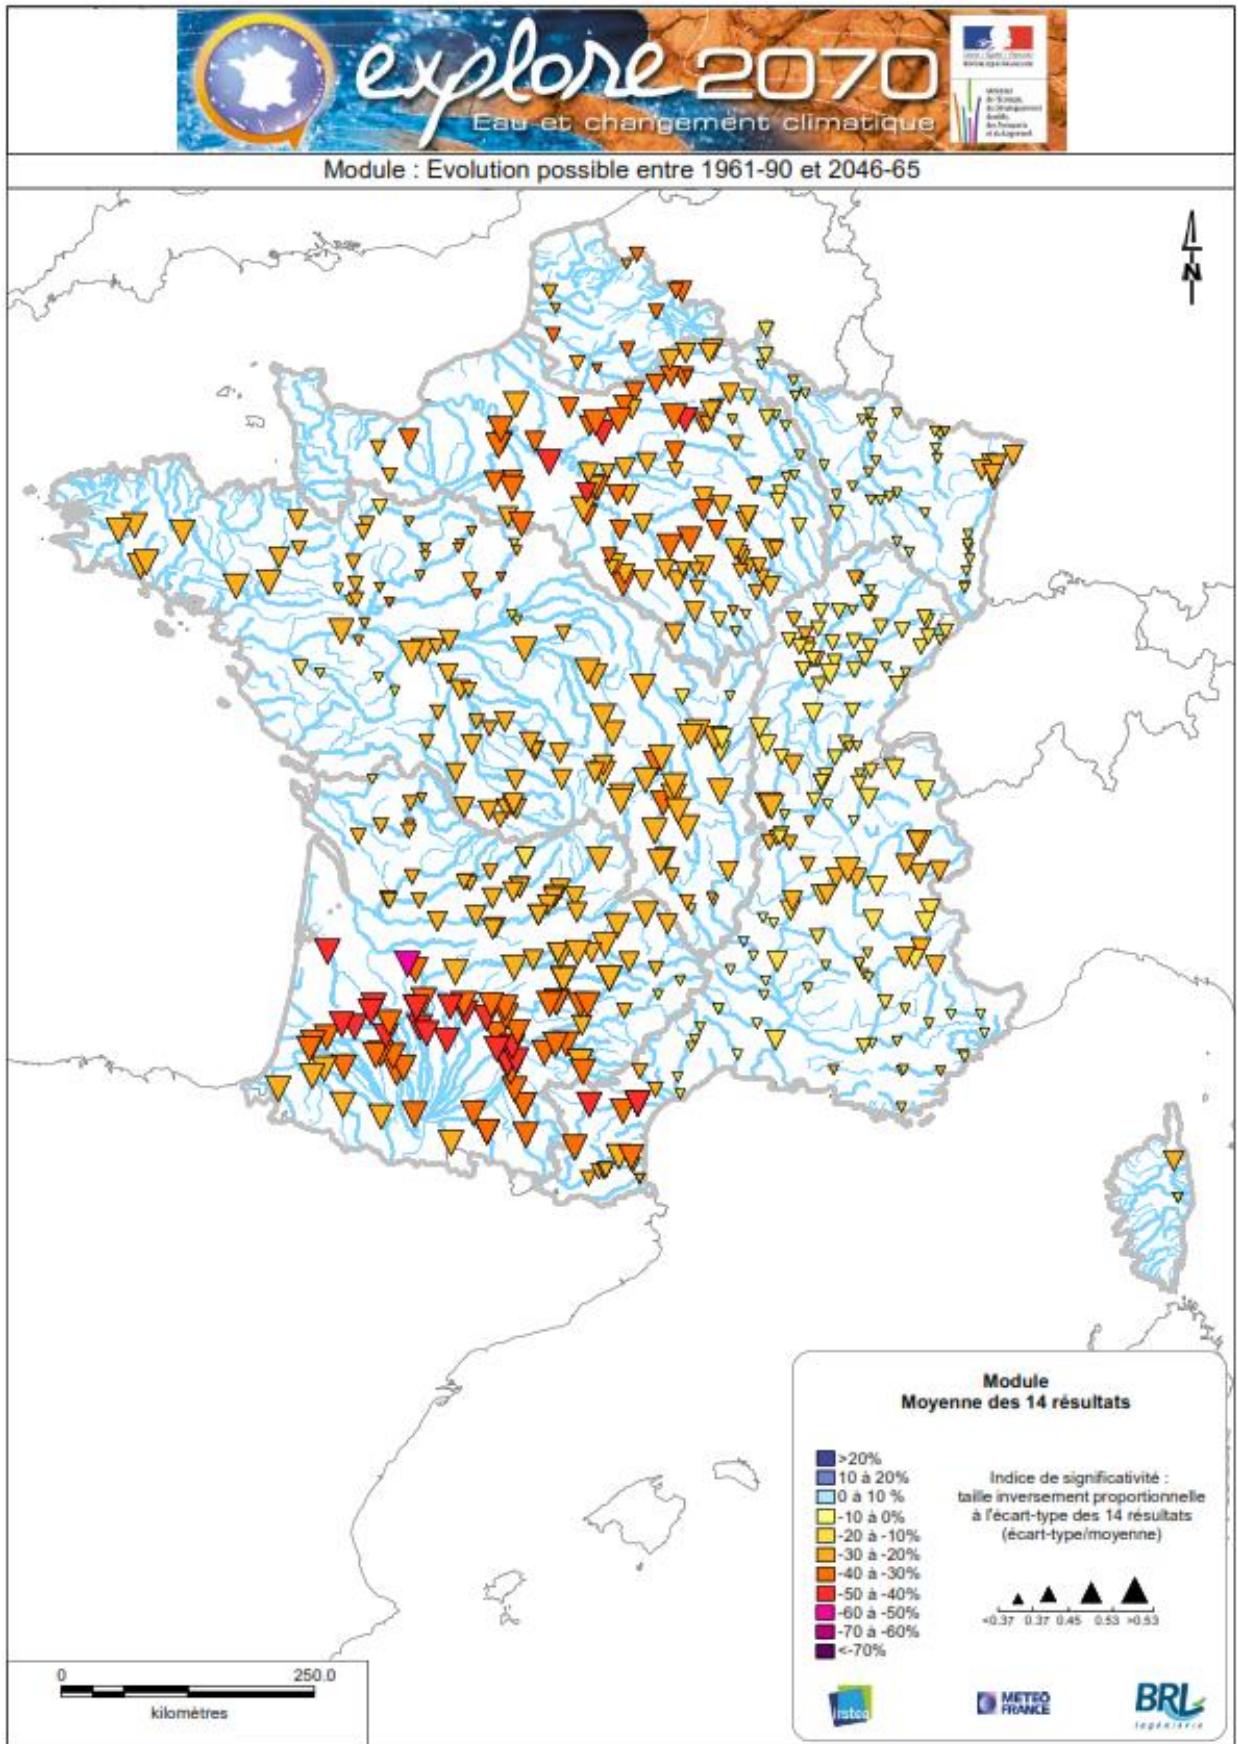 explore 2070
Eau et changement climatique
Module : Evolution possible entre 1961-90 et 2046-65
N
Module
Moyenne des 14 résultats
>20%
10 à 20%
0 à 10 %
-10 à 0%
-20 à -10%
-30 à -20%
-40 à -30%
-50 à -40%
-60 à -50%
-70 à -60%
<-70%
Indice de significativité :
taille inversement proportionnelle
à l'écart-type des 14 résultats
(écart-type/moyenne)
<0.37 0.37 0.45 0.53 >0.53
0 250.0
kilomètres
irstea
METEO
FRANCE
BRL
Ingénierie